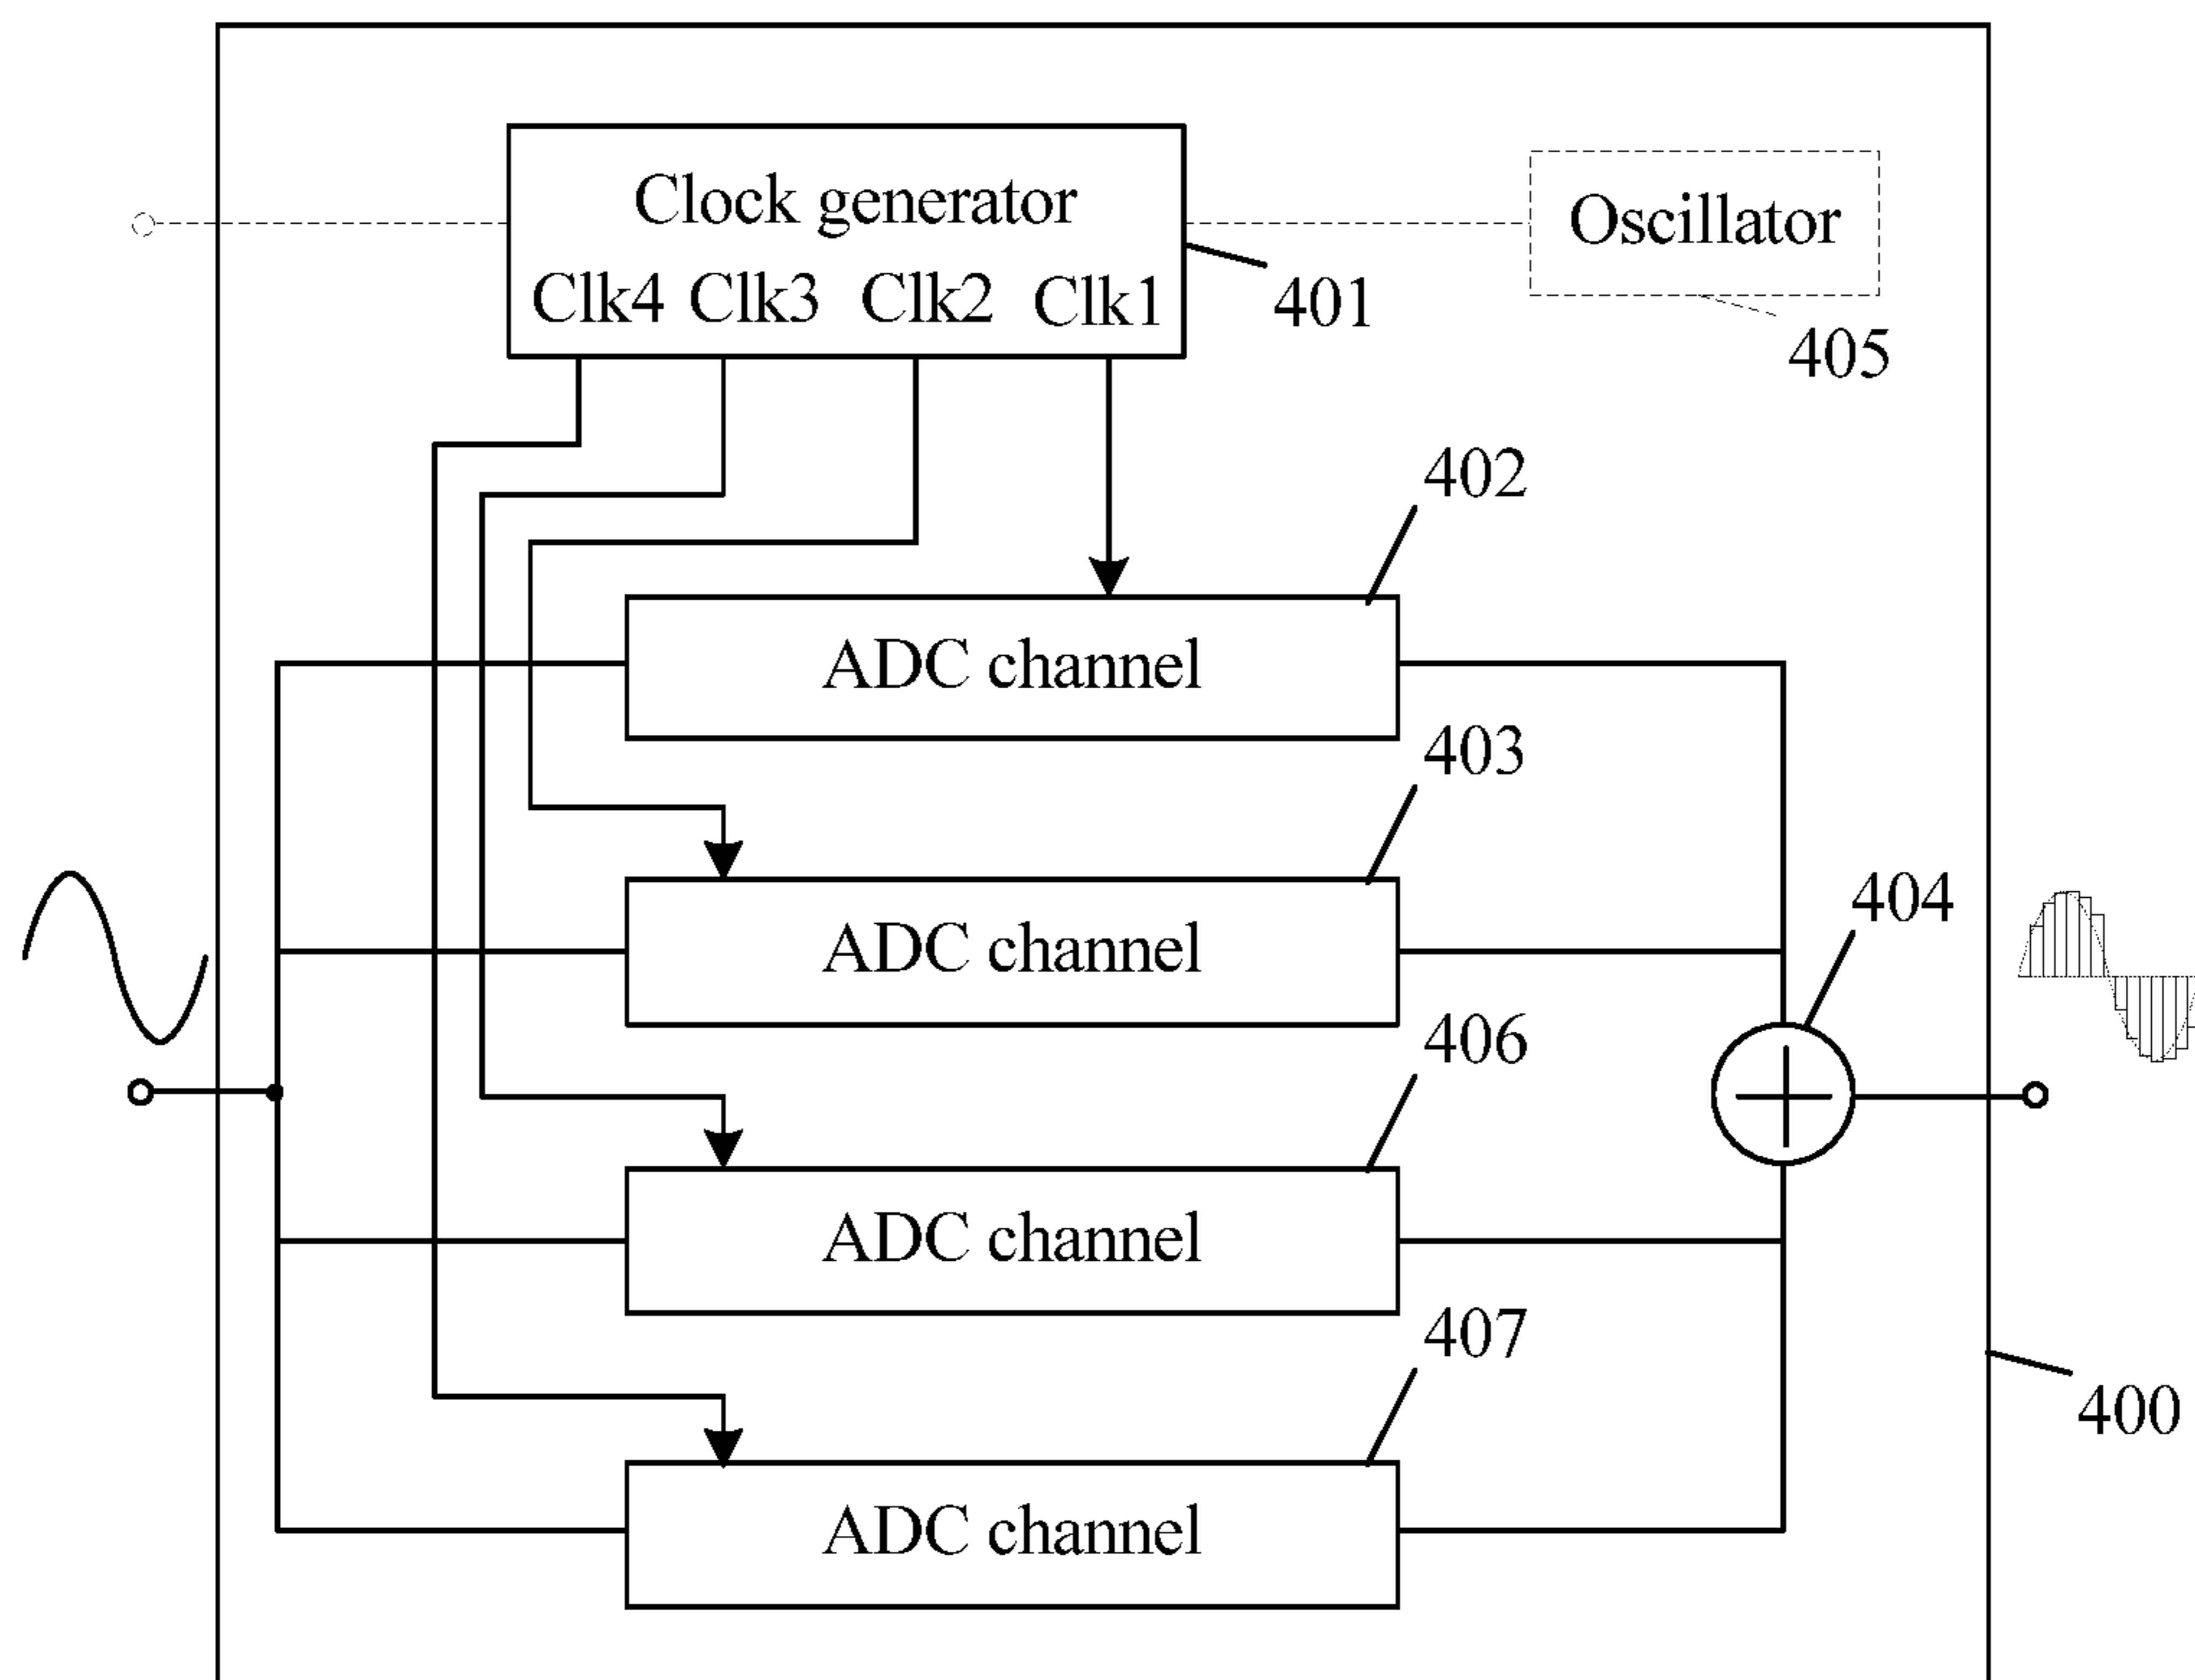 Clock generator
Oscillator
Clk4 Clk3 Clk2 Clk1
401
405
402
ADC channel
403
ADC channel
404
406
ADC channel
407
400
ADC channel